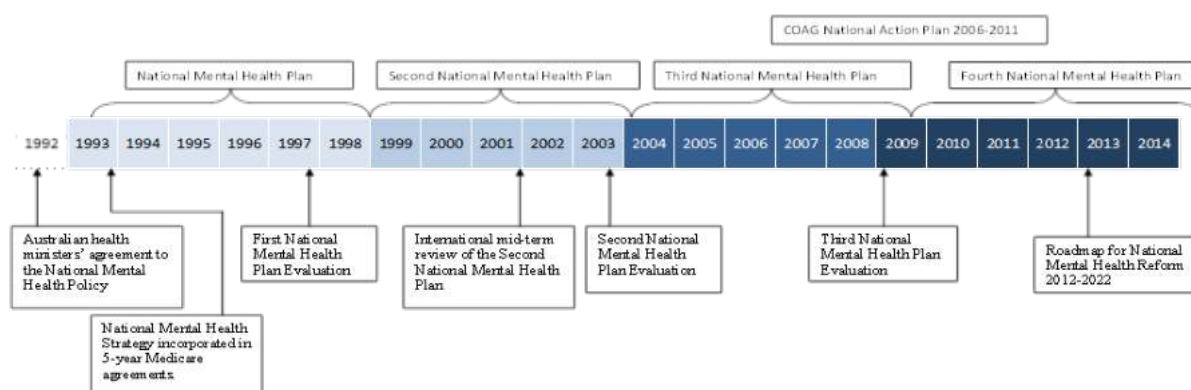 COAG National Action Plan 2006-2011
National Mental Health Plan
Second National Mental Health Plan
Third National Mental Health Plan
Fourth National Mental Health Plan
1992 1993 1994 1995 1996 1997 1998 1999 2000 2001 2002 2003 2004 2005 2006 2007 2008 2009 2010 2011 2012 2013 2014
Australian health
ministers' agreement to
the National Mental
Health Policy
National Mental Health
Strategy incorporated in
5-year Medicare
agreements
First National
Mental Health
Plan Evaluation
International mid-term
review of the Second
National Mental Health
Plan
Second National
Mental Health
Plan Evaluation
Third National
Mental Health Plan
Evaluation
Roadmap for National
Mental Health Reform
2012-2022